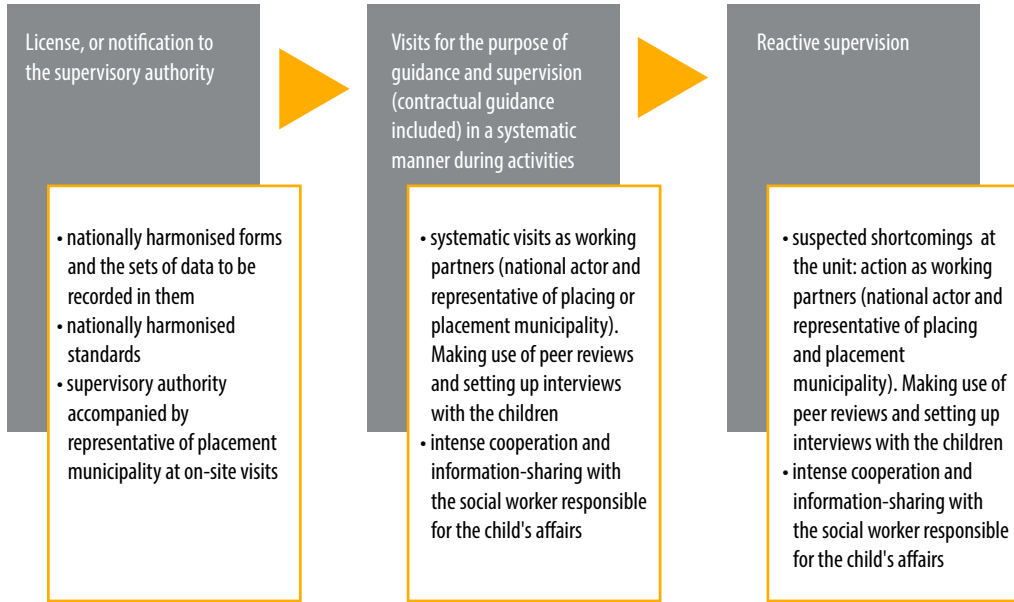 License, or notification to
the supervisory authority
• nationally harmonised forms
and the sets of data to be
recorded in them
• nationally harmonised
standards
• supervisory authority
accompanied by
representative of placement
municipality at on-site visits
Visits for the purpose of
guidance and supervision
(contractual guidance
included) in a systematic
manner during activities
• systematic visits as working
partners (national actor and
representative of placing or
placement municipality).
Making use of peer reviews
and setting up interviews
with the children
• intense cooperation and
information-sharing with
the social worker responsible
for the child's affairs
Reactive supervision
• suspected shortcomings at
the unit: action as working
partners (national actor and
representative of placing
and placement
municipality). Making use of
peer reviews and setting up
interviews with the children
• intense cooperation and
information-sharing with
the social worker responsible
for the child's affairs